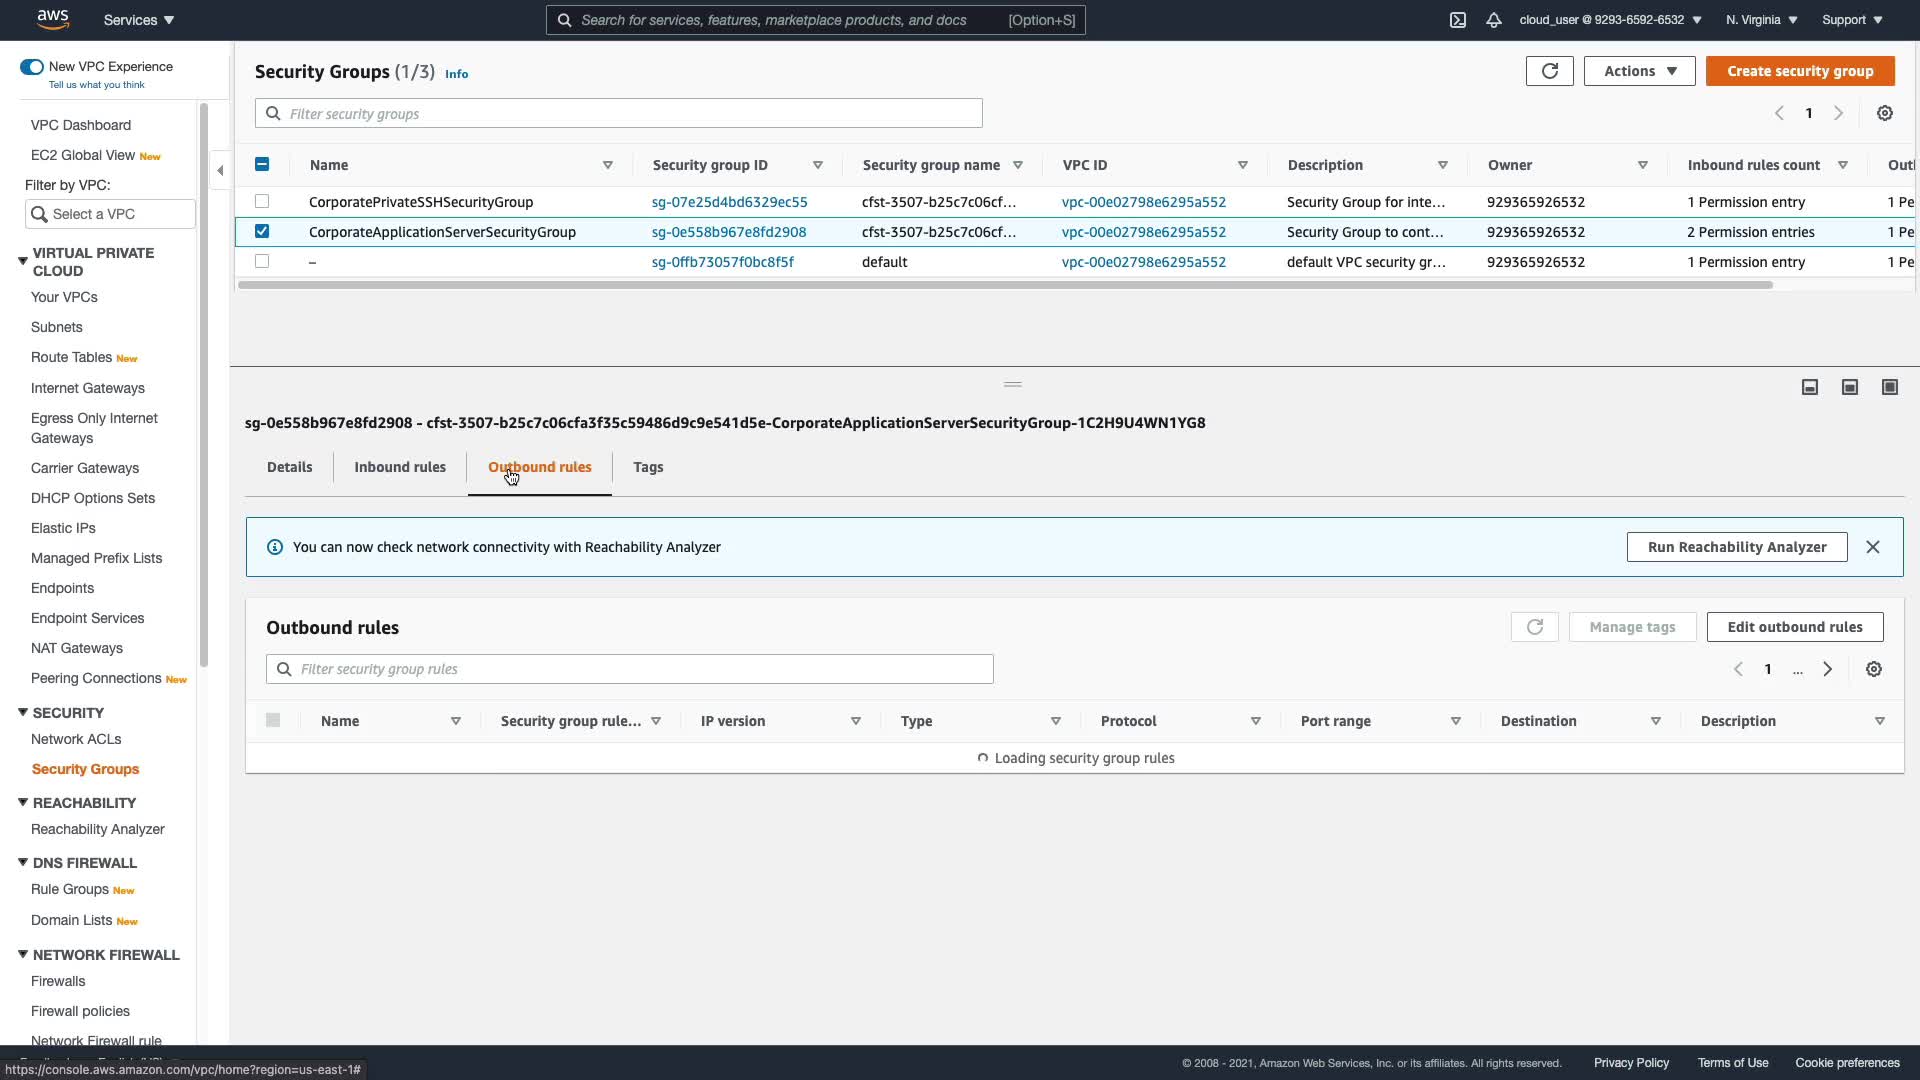 aws
Services
Search for services, features, marketplace products, and docs [Option+S]
cloud_user @ 9293-6592-6532
N. Virginia
Support
New VPC Experience
Tell us what you think
VPC Dashboard
EC2 Global View New
Filter by VPC:
Select a VPC
VIRTUAL PRIVATE
CLOUD
Your VPCs
Subnets
Route Tables New
Internet Gateways
Egress Only Internet
Gateways
Carrier Gateways
DHCP Options Sets
Elastic IPs
Managed Prefix Lists
Endpoints
Endpoint Services
NAT Gateways
Peering Connections New
SECURITY
Network ACLs
Security Groups
REACHABILITY
Reachability Analyzer
DNS FIREWALL
Rule Groups New
Domain Lists New
NETWORK FIREWALL
Firewalls
Firewall policies
Network Firewall rule
Security Groups (1/3) Info
Actions
Create security group
Filter security groups
1
Name Security group ID Security group name VPC ID Description Owner Inbound rules count Out
CorporatePrivateSSHSecurityGroup sg-07e25d4bd6329ec55 cfst-3507-b25c7c06cf... vpc-00e02798e6295a552 Security Group for inte... 929365926532 1 Permission entry 1 Pe
CorporateApplicationServerSecurityGroup sg-0e558b967e8fd2908 cfst-3507-b25c7c06cf... vpc-00e02798e6295a552 Security Group to cont... 929365926532 2 Permission entries 1 Pe
– sg-0ffb73057f0bc8f5f default vpc-00e02798e6295a552 default VPC security gr... 929365926532 1 Permission entry 1 Pe
sg-0e558b967e8fd2908 - cfst-3507-b25c7c06cfa3f35c59486d9c9e541d5e-CorporateApplicationServerSecurityGroup-1C2H9U4WN1YG8
Details Inbound rules Outbound rules Tags
You can now check network connectivity with Reachability Analyzer
Run Reachability Analyzer
Outbound rules
Manage tags
Edit outbound rules
Filter security group rules
1 ...
Name Security group rule... IP version Type Protocol Port range Destination Description
Loading security group rules
https://console.aws.amazon.com/vpc/home?region=us-east-1#
© 2008 - 2021, Amazon Web Services, Inc. or its affiliates. All rights reserved.
Privacy Policy
Terms of Use
Cookie preferences